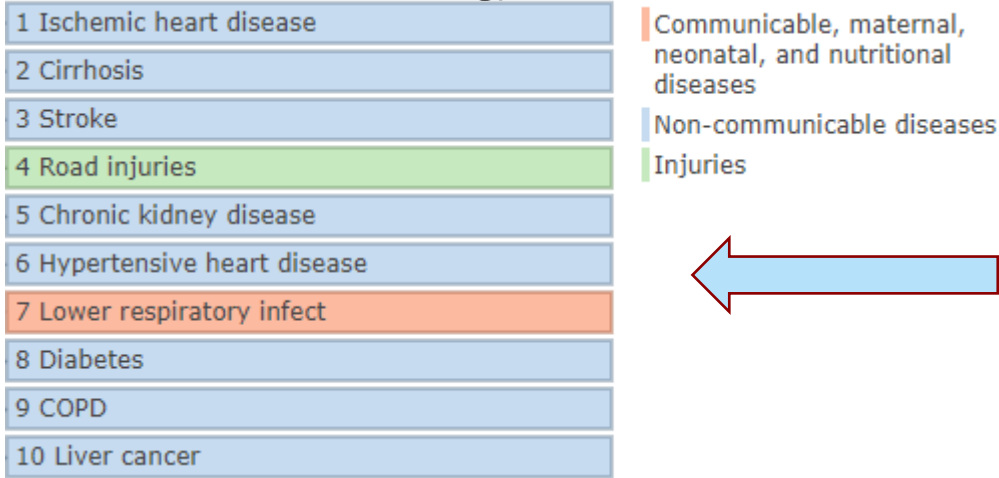 1 Ischemic heart disease
2 Cirrhosis
3 Stroke
4 Road injuries
5 Chronic kidney disease
6 Hypertensive heart disease
7 Lower respiratory infect
8 Diabetes
9 COPD
10 Liver cancer
Communicable, maternal,
neonatal, and nutritional
diseases
Non-communicable diseases
Injuries